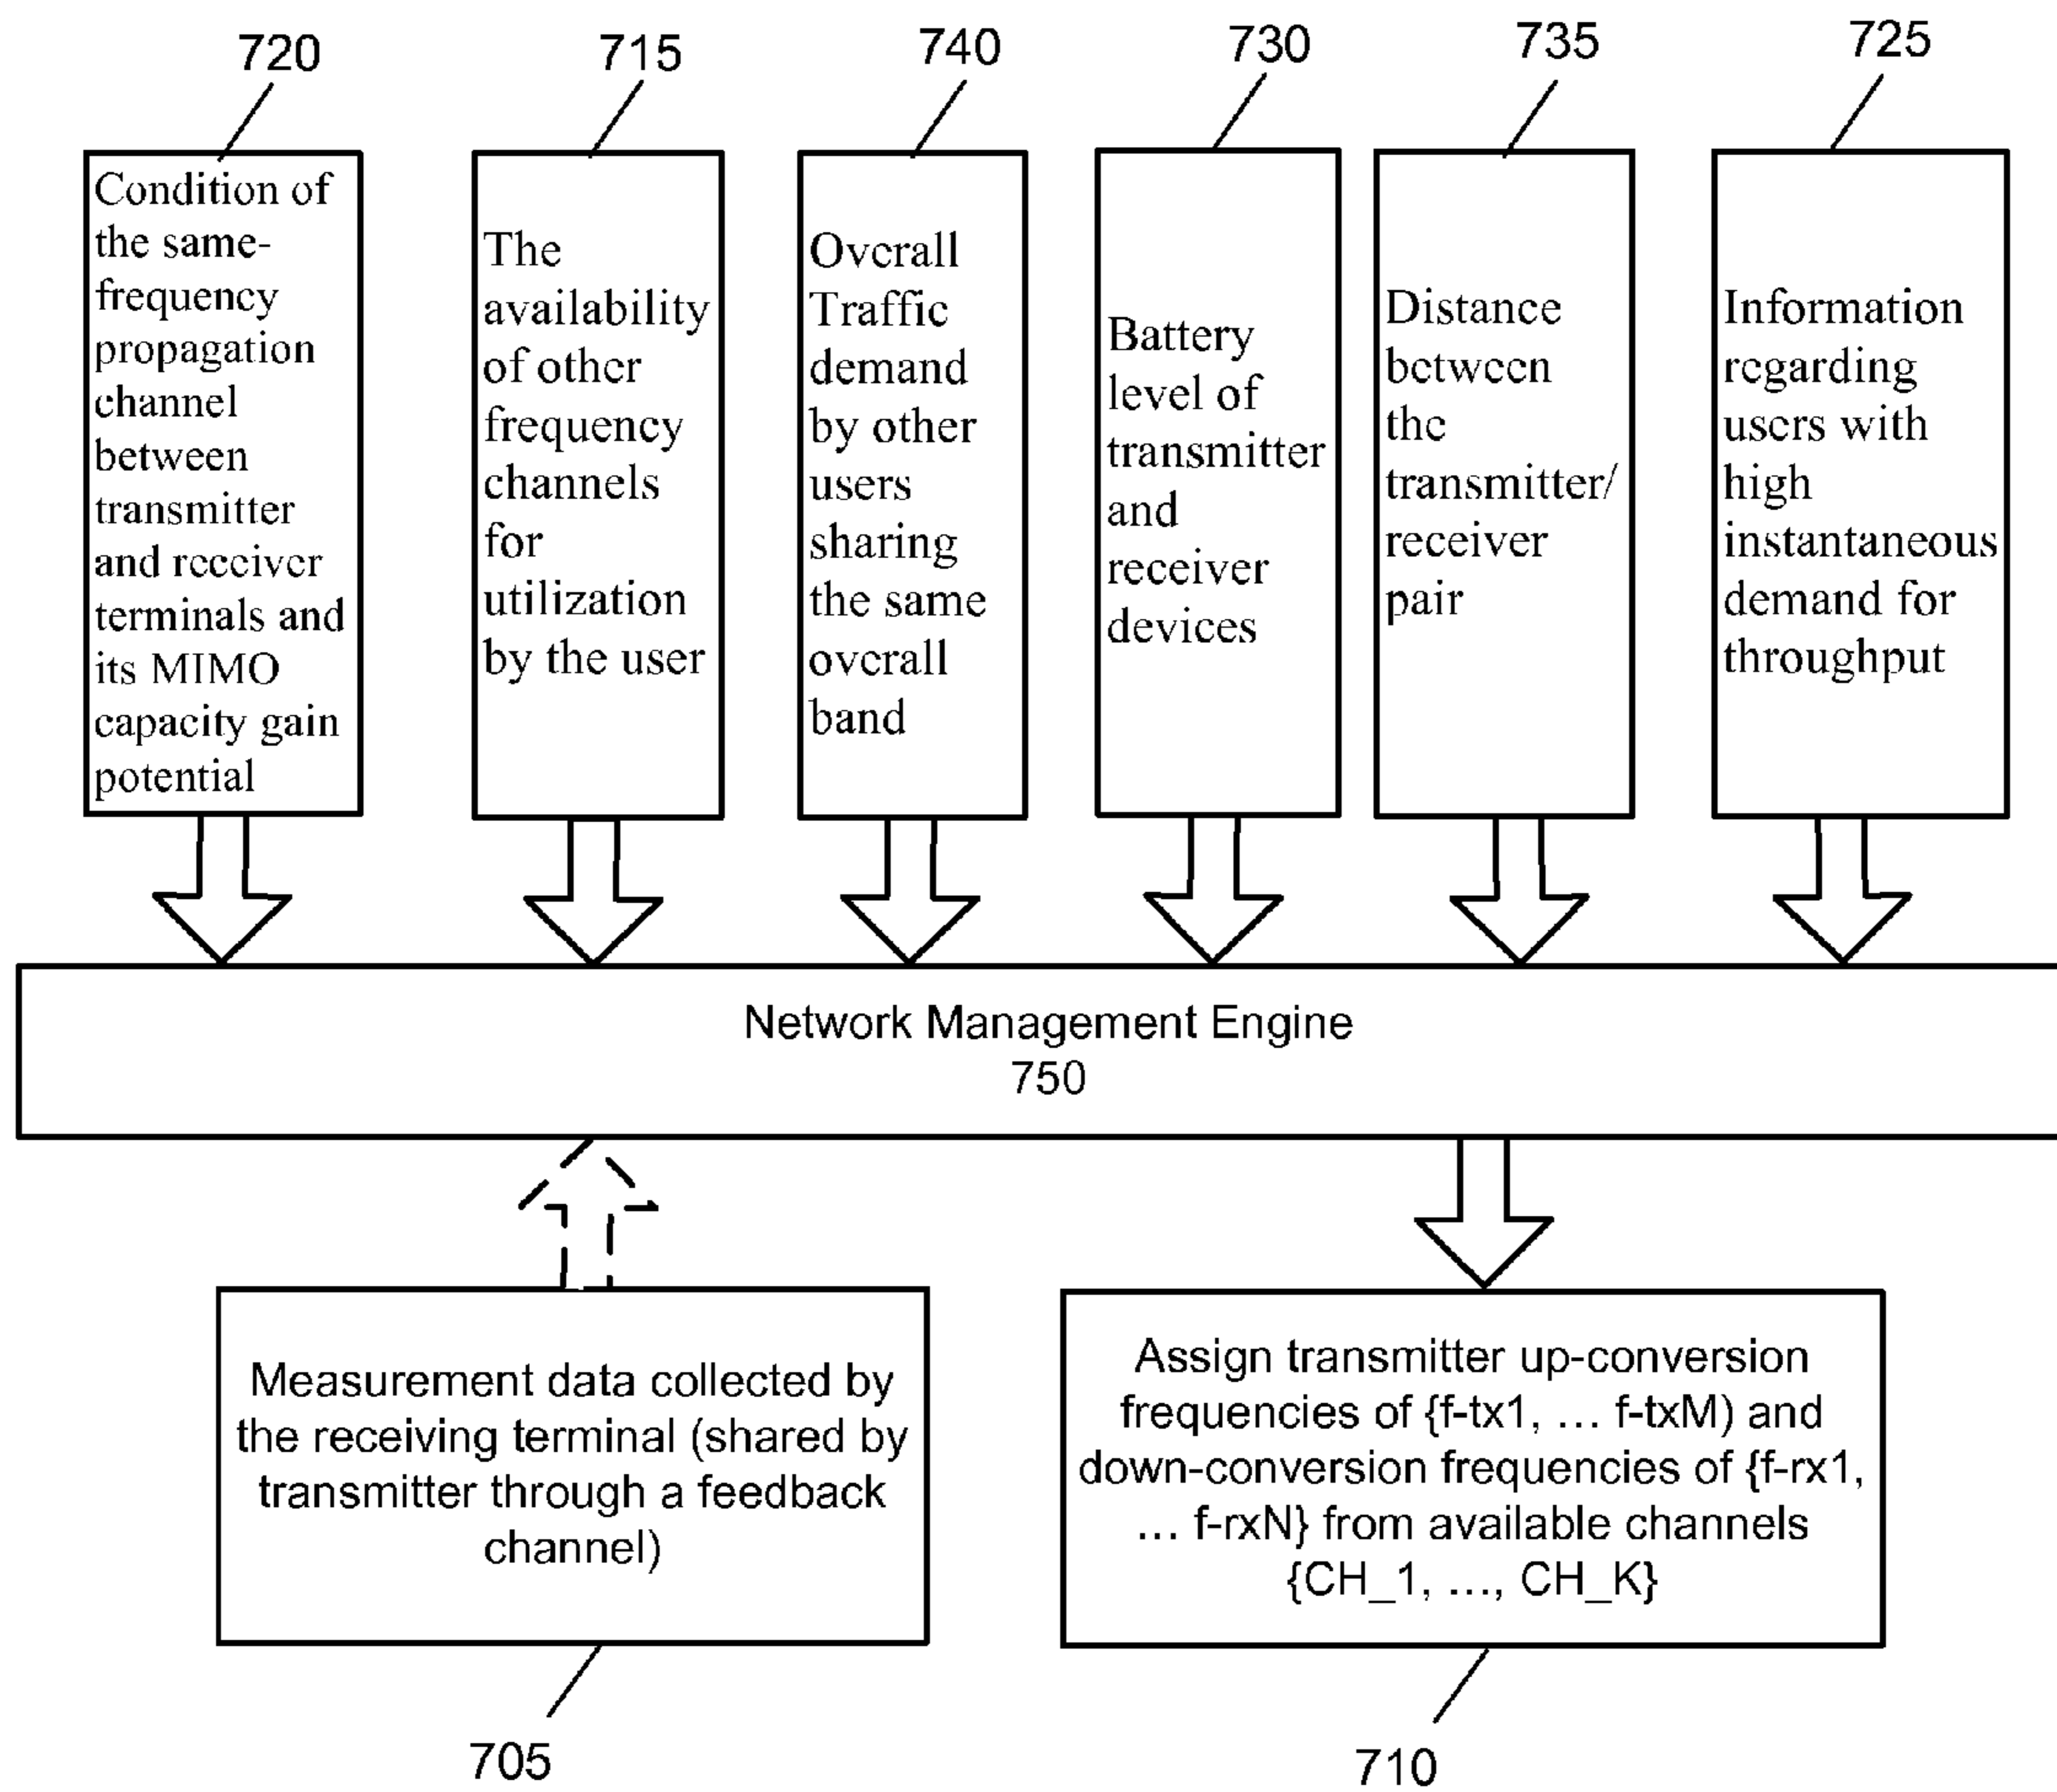 720
715
740
730
735
725
Condition of
the same-
frequency
propagation
channel
between
transmitter
and receiver
terminals and
its MIMO
capacity gain
potential
The
availability
of other
frequency
channels
for
utilization
by the user
Overall
Traffic
demand
by other
users
sharing
the same
overall
band
Battery
level of
transmitter
and
receiver
devices
Distance
between
the
transmitter/
receiver
pair
Information
regarding
users with
high
instantaneous
demand for
throughput
Network Management Engine
750
Measurement data collected by
the receiving terminal (shared by
transmitter through a feedback
channel)
Assign transmitter up-conversion
frequencies of {f-tx1, ... f-txM) and
down-conversion frequencies of {f-rx1,
... f-rxN} from available channels
{CH_1, ..., CH_K}
705
710